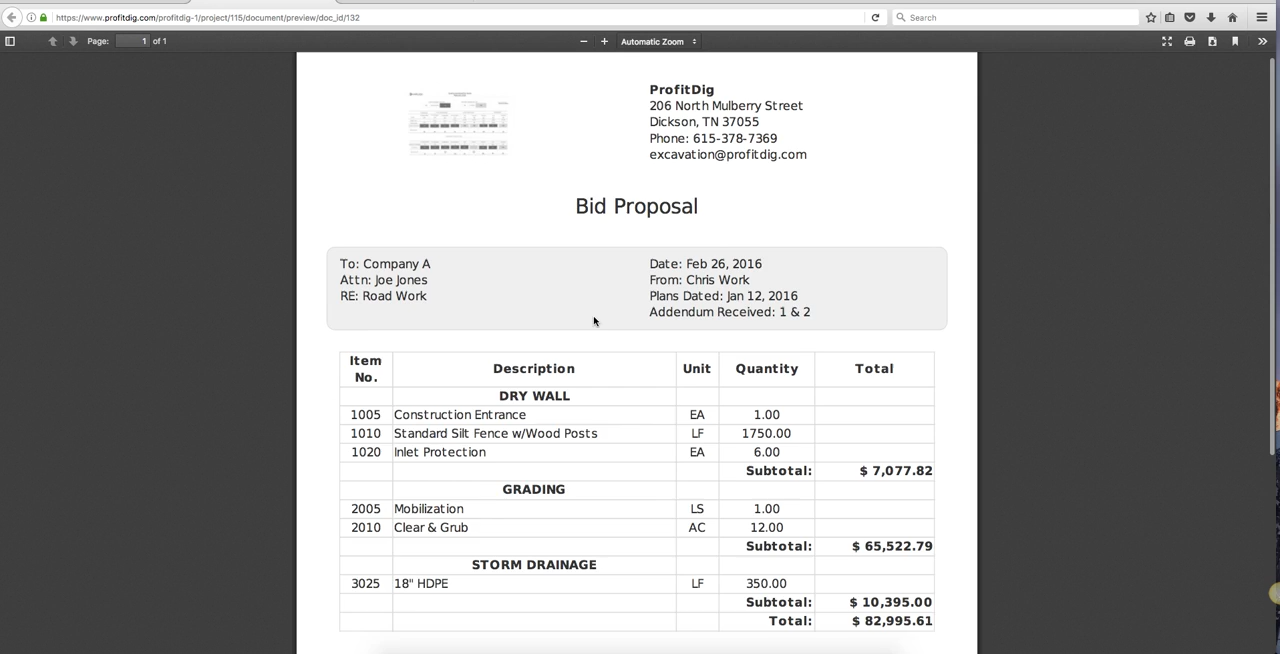 https://www.profitdig.com/profitdig-1/project/115/document/preview/doc_id/132
Search
Page: 1 of 1
Automatic Zoom
ProfitDig
206 North Mulberry Street
Dickson, TN 37055
Phone: 615-378-7369
excavation@profitdig.com
Bid Proposal
To: Company A
Attn: Joe Jones
RE: Road Work
Date: Feb 26, 2016
From: Chris Work
Plans Dated: Jan 12, 2016
Addendum Received: 1 & 2
Item No. Description Unit Quantity Total
DRY WALL
1005 Construction Entrance EA 1.00
1010 Standard Silt Fence w/Wood Posts LF 1750.00
1020 Inlet Protection EA 6.00
Subtotal: $ 7,077.82
GRADING
2005 Mobilization LS 1.00
2010 Clear & Grub AC 12.00
Subtotal: $ 65,522.79
STORM DRAINAGE
3025 18" HDPE LF 350.00
Subtotal: $ 10,395.00
Total: $ 82,995.61